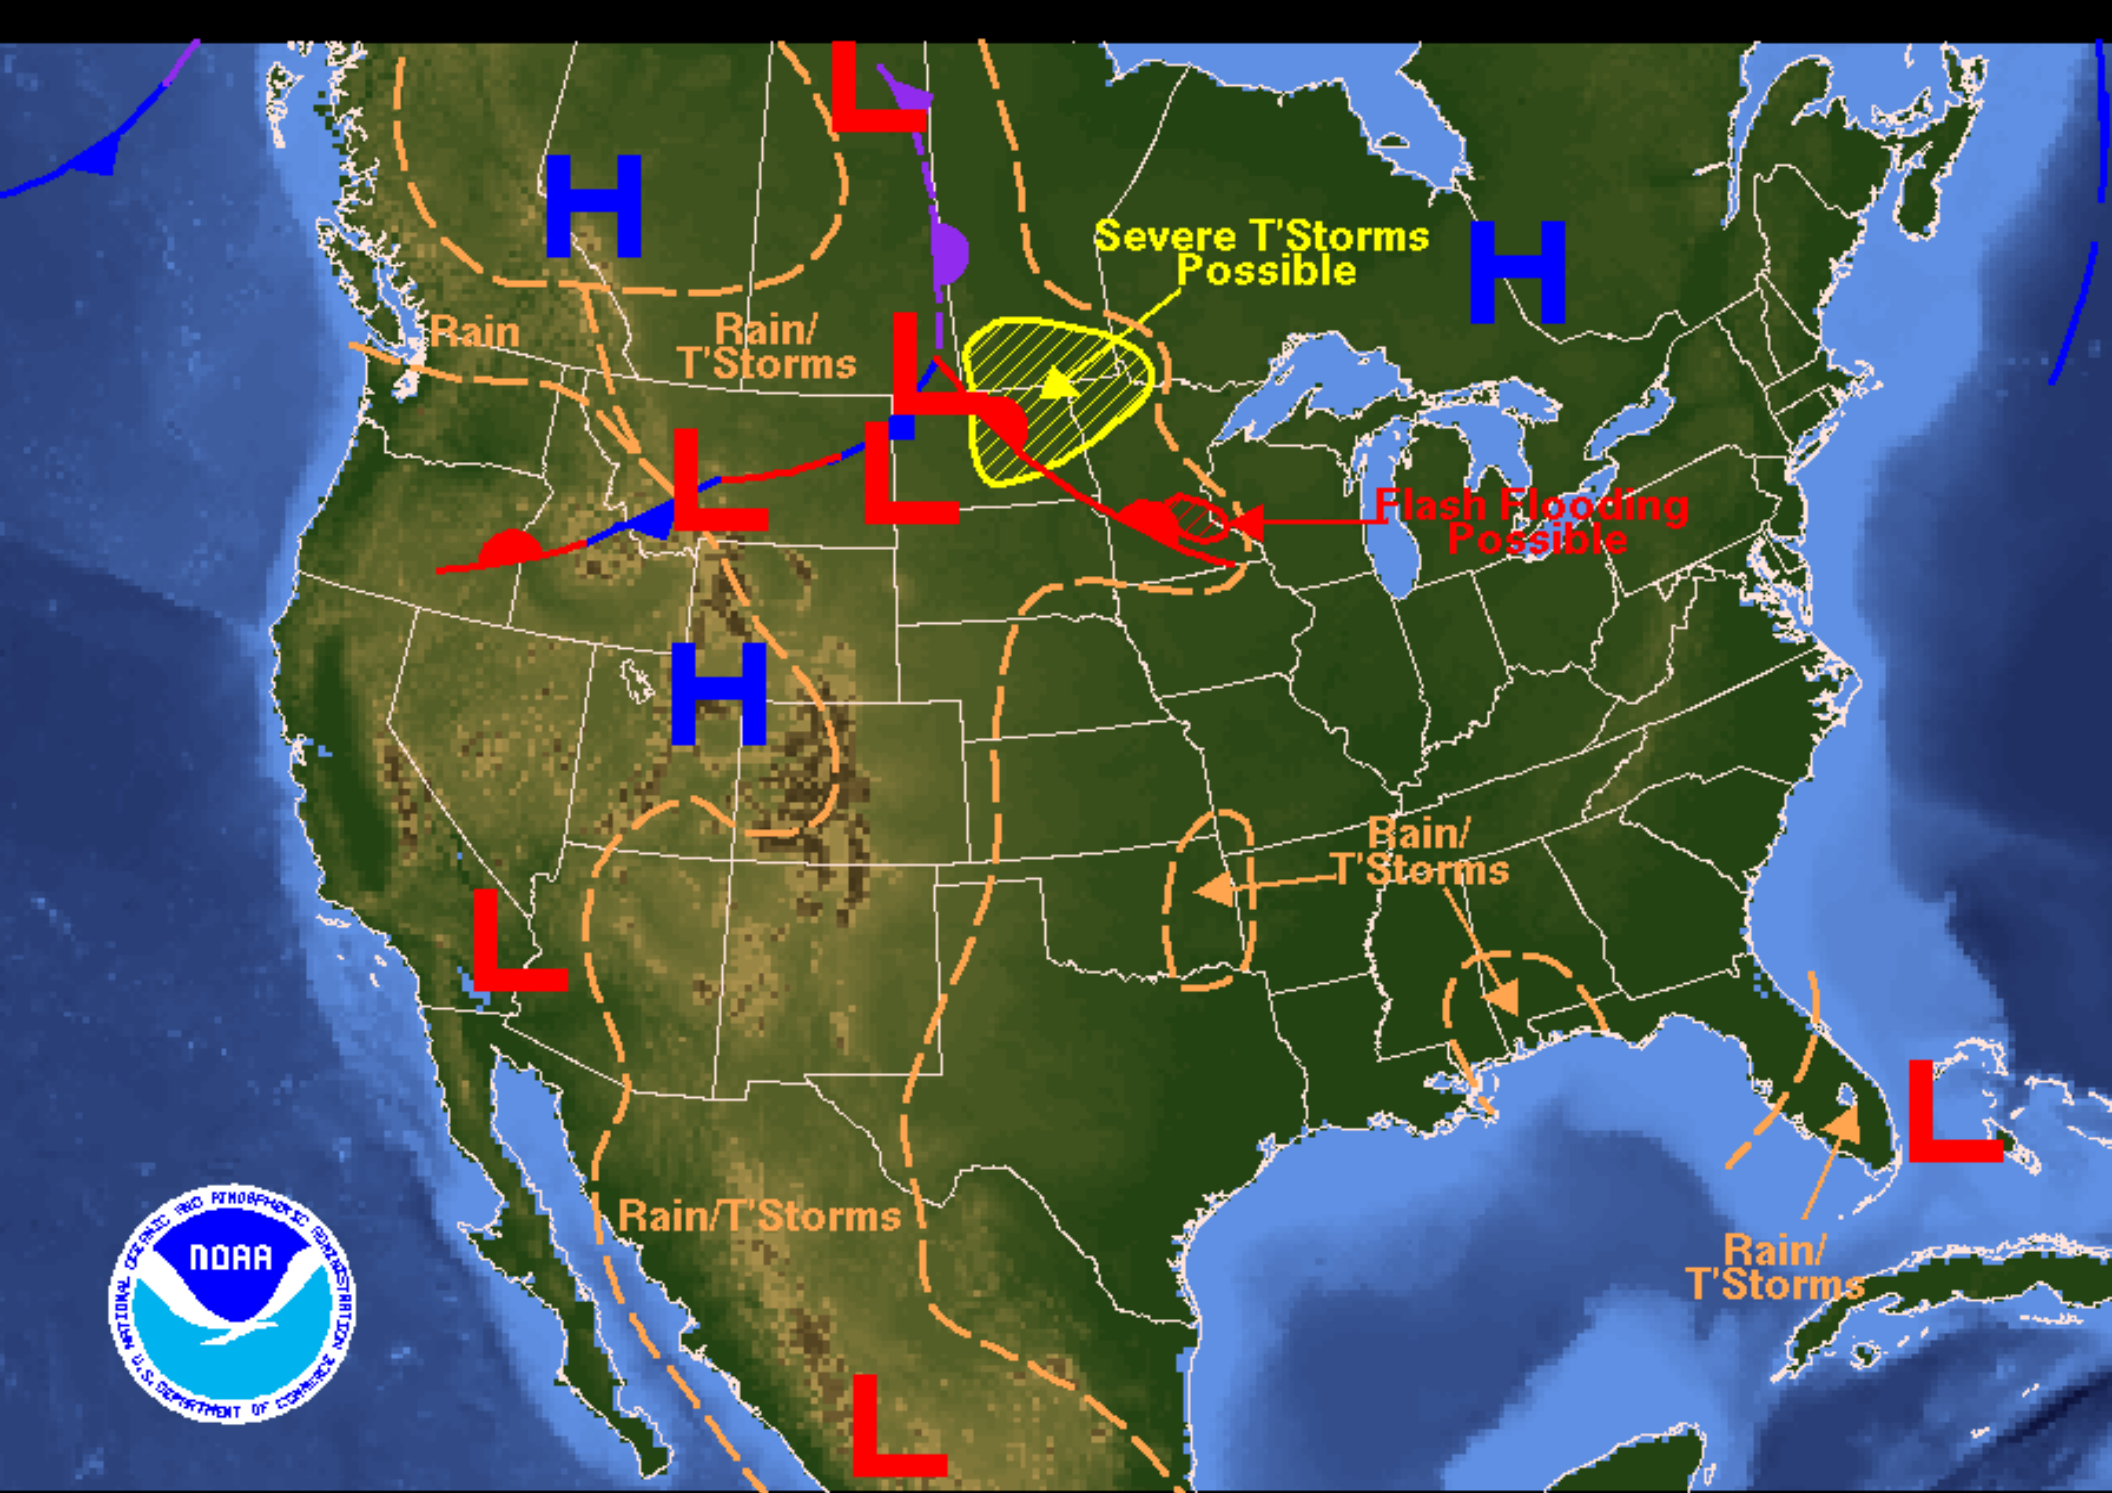 L
H
Severe T'Storms
Possible
H
Rain
Rain/
T'Storms
L
L
L
Flash Flooding
Possible
H
Rain/
T'Storms
L
L
Rain/T'Storms
Rain/
T'Storms
L
NATIONAL OCEANIC AND ATMOSPHERIC ADMINISTRATION
NOAA
U.S. DEPARTMENT OF COMMERCE